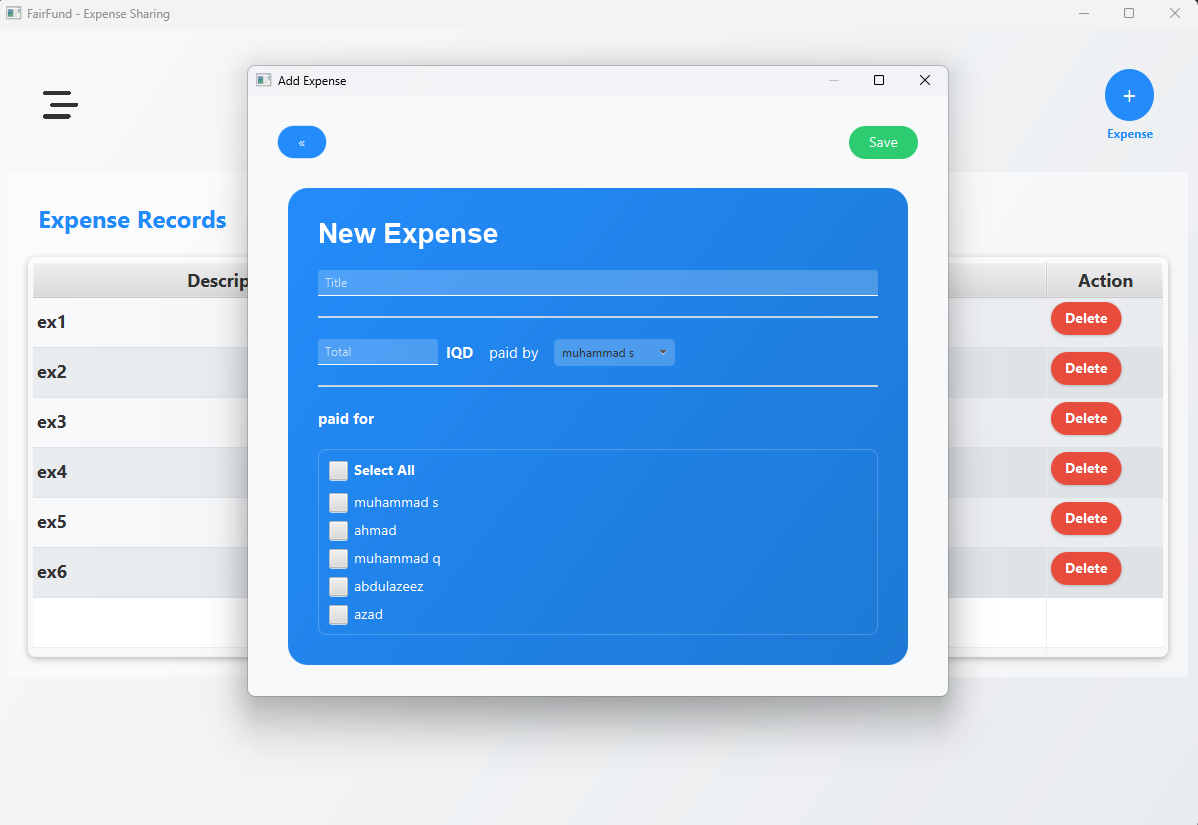 FairFund - Expense Sharing
Add Expense
«
Save
+
Expense
Expense Records
New Expense
Title
Total
IQD paid by muhammad s
paid for
Select All
muhammad s
ahmad
muhammad q
abdulazeez
azad
Descrip
Action
ex1 Delete
ex2 Delete
ex3 Delete
ex4 Delete
ex5 Delete
ex6 Delete